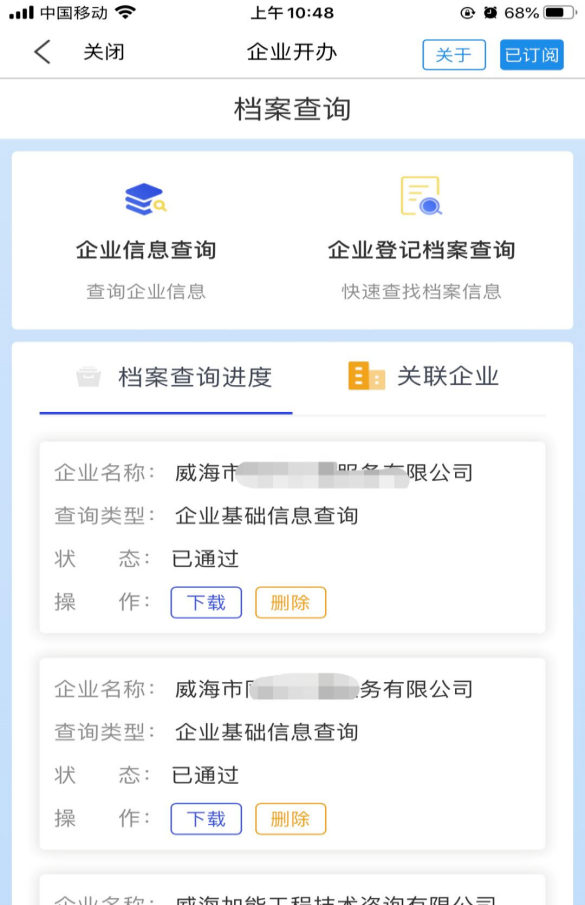 中国移动 上午10:48 68%
关闭 企业开办 关于 已订阅
档案查询
企业信息查询 企业登记档案查询
查询企业信息 快速查找档案信息
档案查询进度 关联企业
企业名称： 威海市 服务有限公司
查询类型： 企业基础信息查询
状 态： 已通过
操 作： 下载 删除
企业名称： 威海市 务有限公司
查询类型： 企业基础信息查询
状 态： 已通过
操 作： 下载 删除
企业名称： 威海加能工程技术咨询有限公司